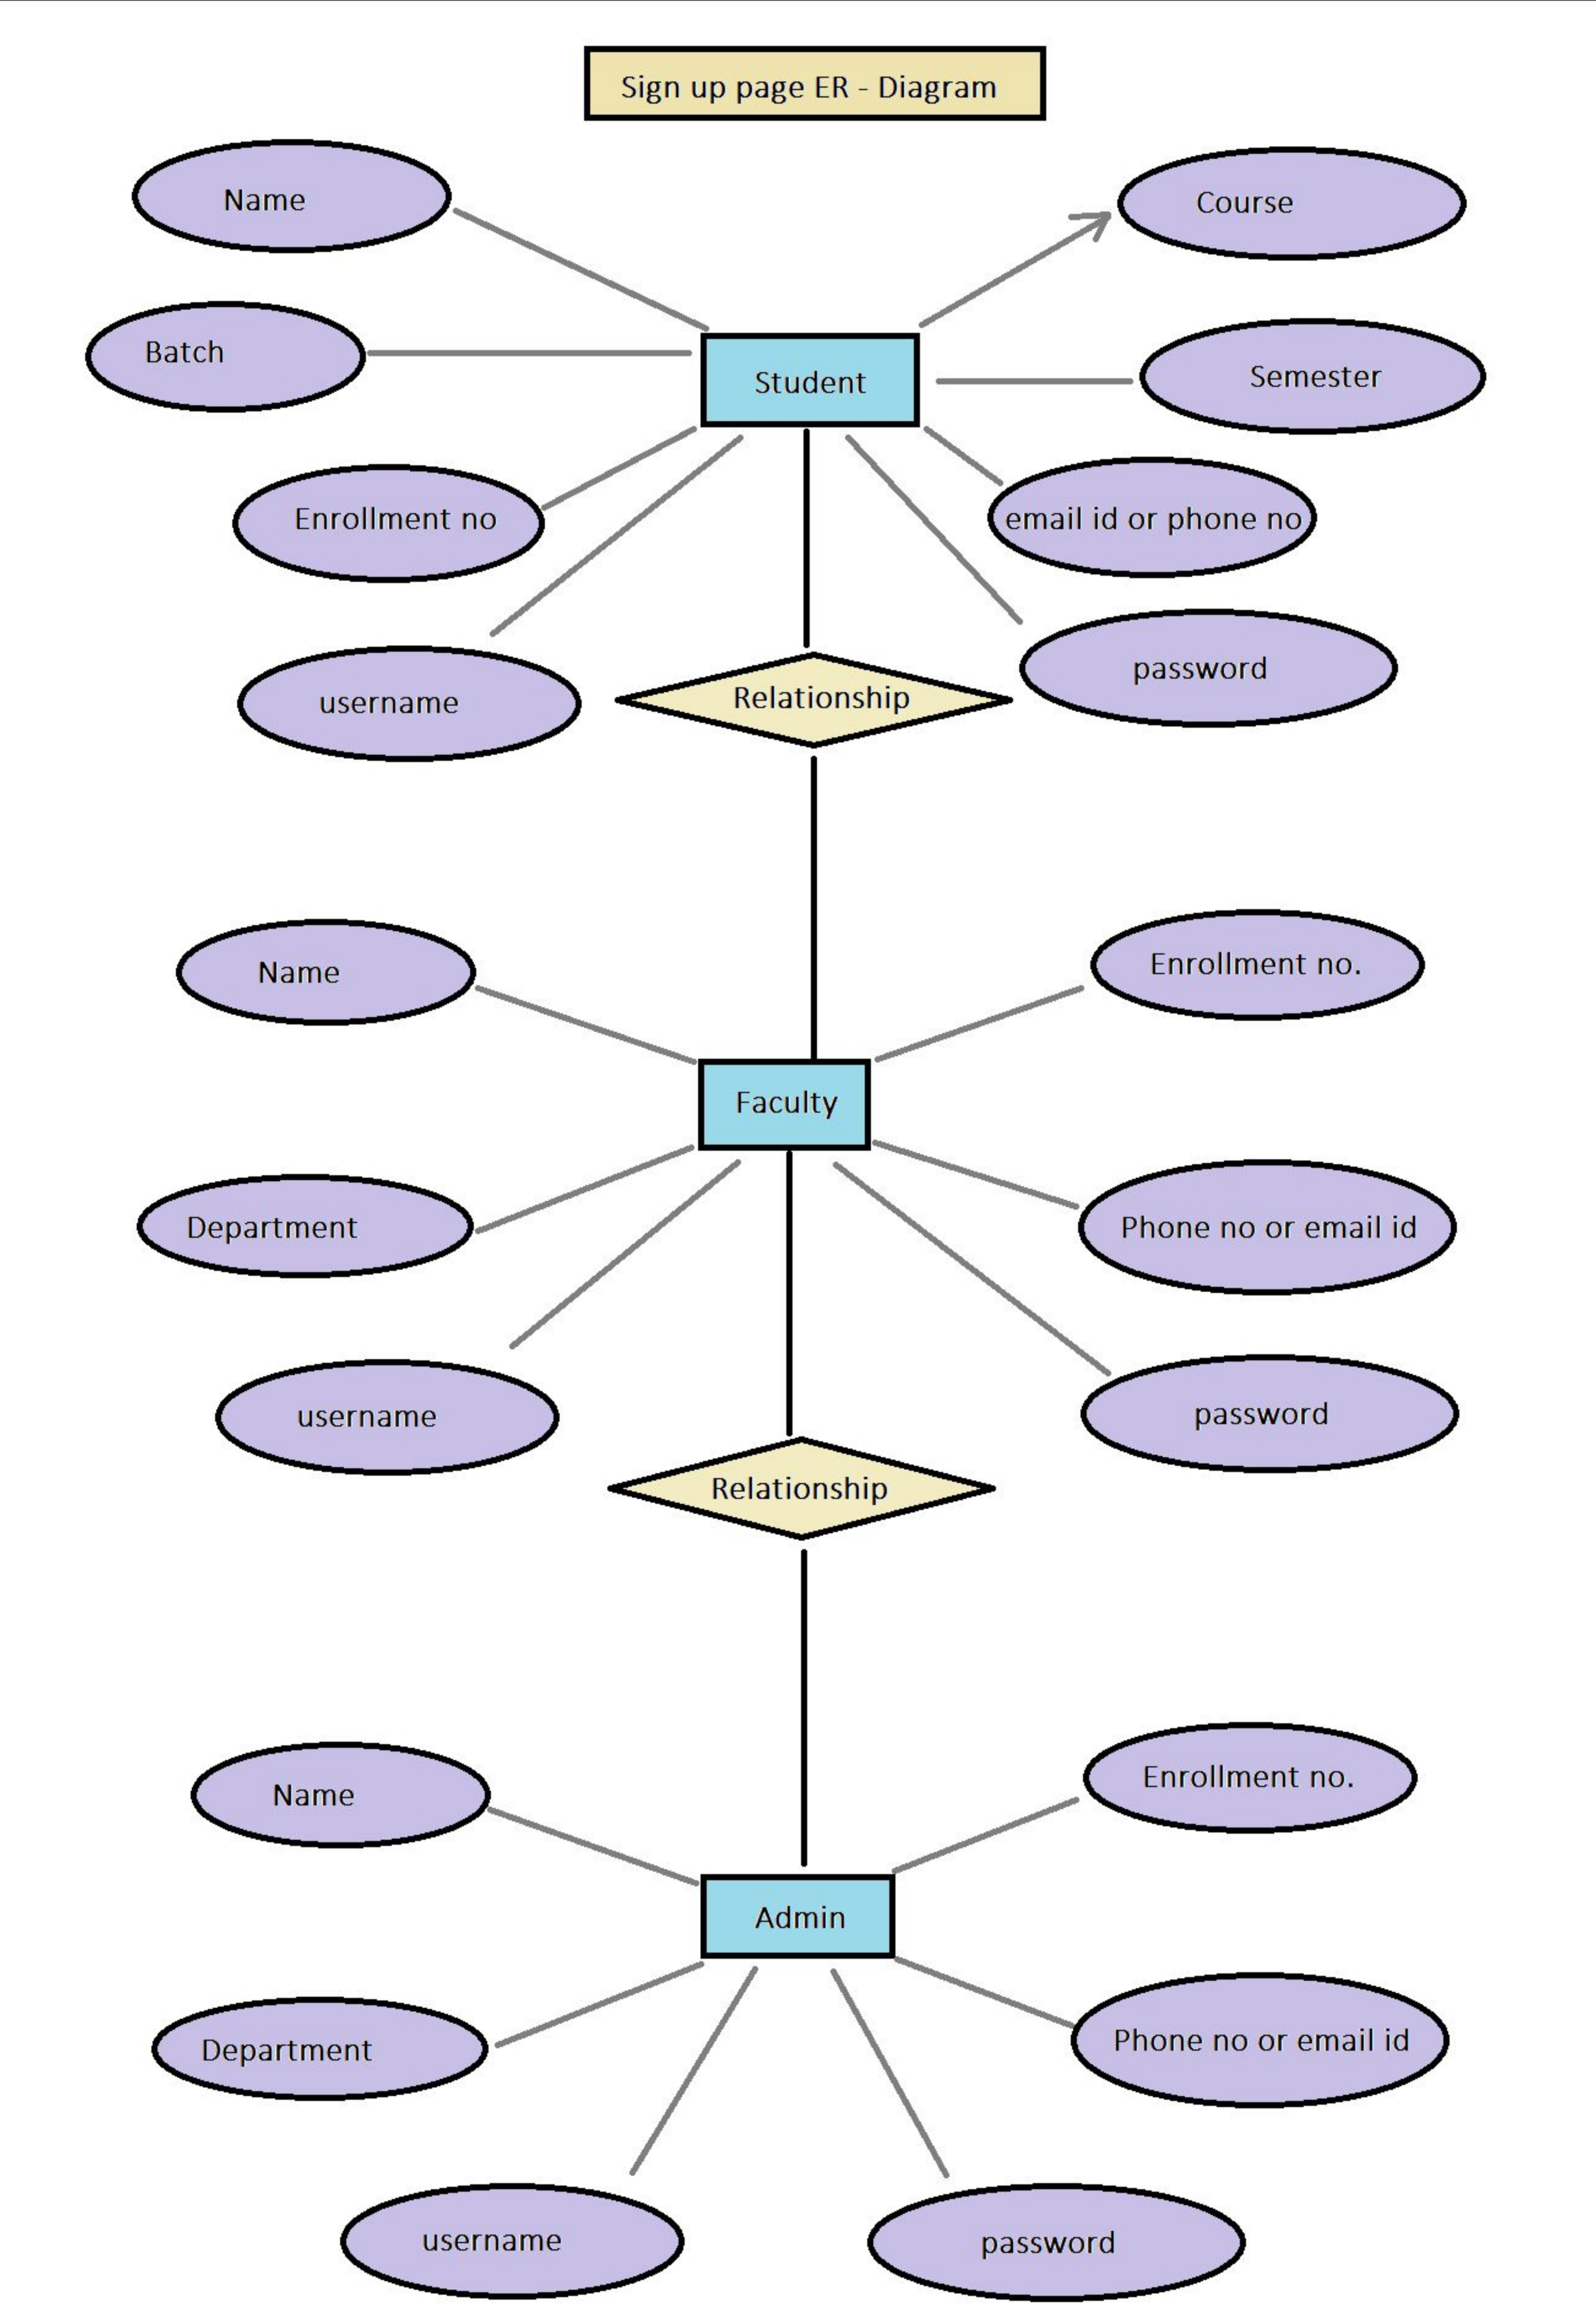 Sign up page ER - Diagram
Name
Course
Batch
Student
Semester
Enrollment no
email id or phone no
username
Relationship
password
Name
Enrollment no.
Faculty
Department
Phone no or email id
username
password
Relationship
Name
Enrollment no.
Admin
Department
Phone no or email id
username
password